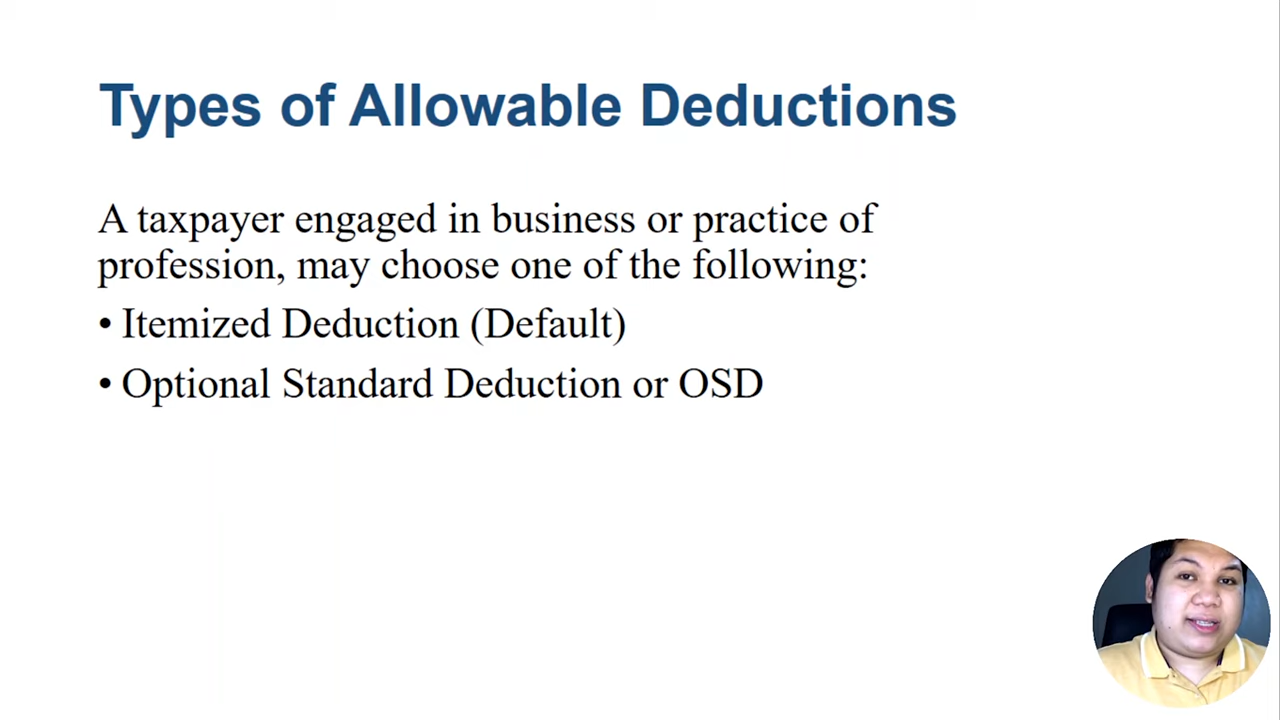 Types of Allowable Deductions
A taxpayer engaged in business or practice of
profession, may choose one of the following:
• Itemized Deduction (Default)
• Optional Standard Deduction or OSD